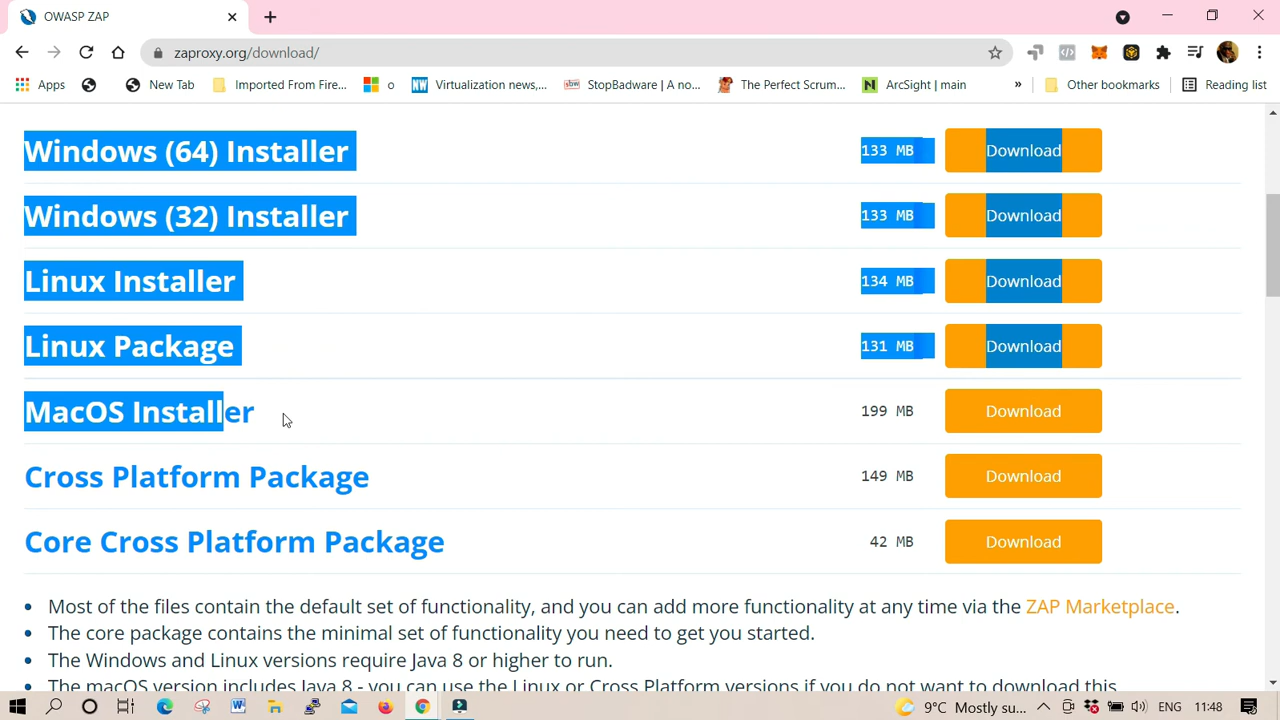 OWASP ZAP
zaproxy.org/download/
Apps
New Tab
Imported From Fire...
o
NW
Virtualization news,...
sbw
StopBadware | A no...
The Perfect Scrum...
N
ArcSight | main
»
Other bookmarks
Reading list
Windows (64) Installer 133 MB Download
Windows (32) Installer 133 MB Download
Linux Installer 134 MB Download
Linux Package 131 MB Download
MacOS Installer 199 MB Download
Cross Platform Package 149 MB Download
Core Cross Platform Package 42 MB Download
• Most of the files contain the default set of functionality, and you can add more functionality at any time via the ZAP Marketplace.
• The core package contains the minimal set of functionality you need to get you started.
• The Windows and Linux versions require Java 8 or higher to run.
• The macOS version includes Java 8 - you can use the Linux or Cross Platform versions if you do not want to download this.
9°C Mostly su...
ENG
11:48